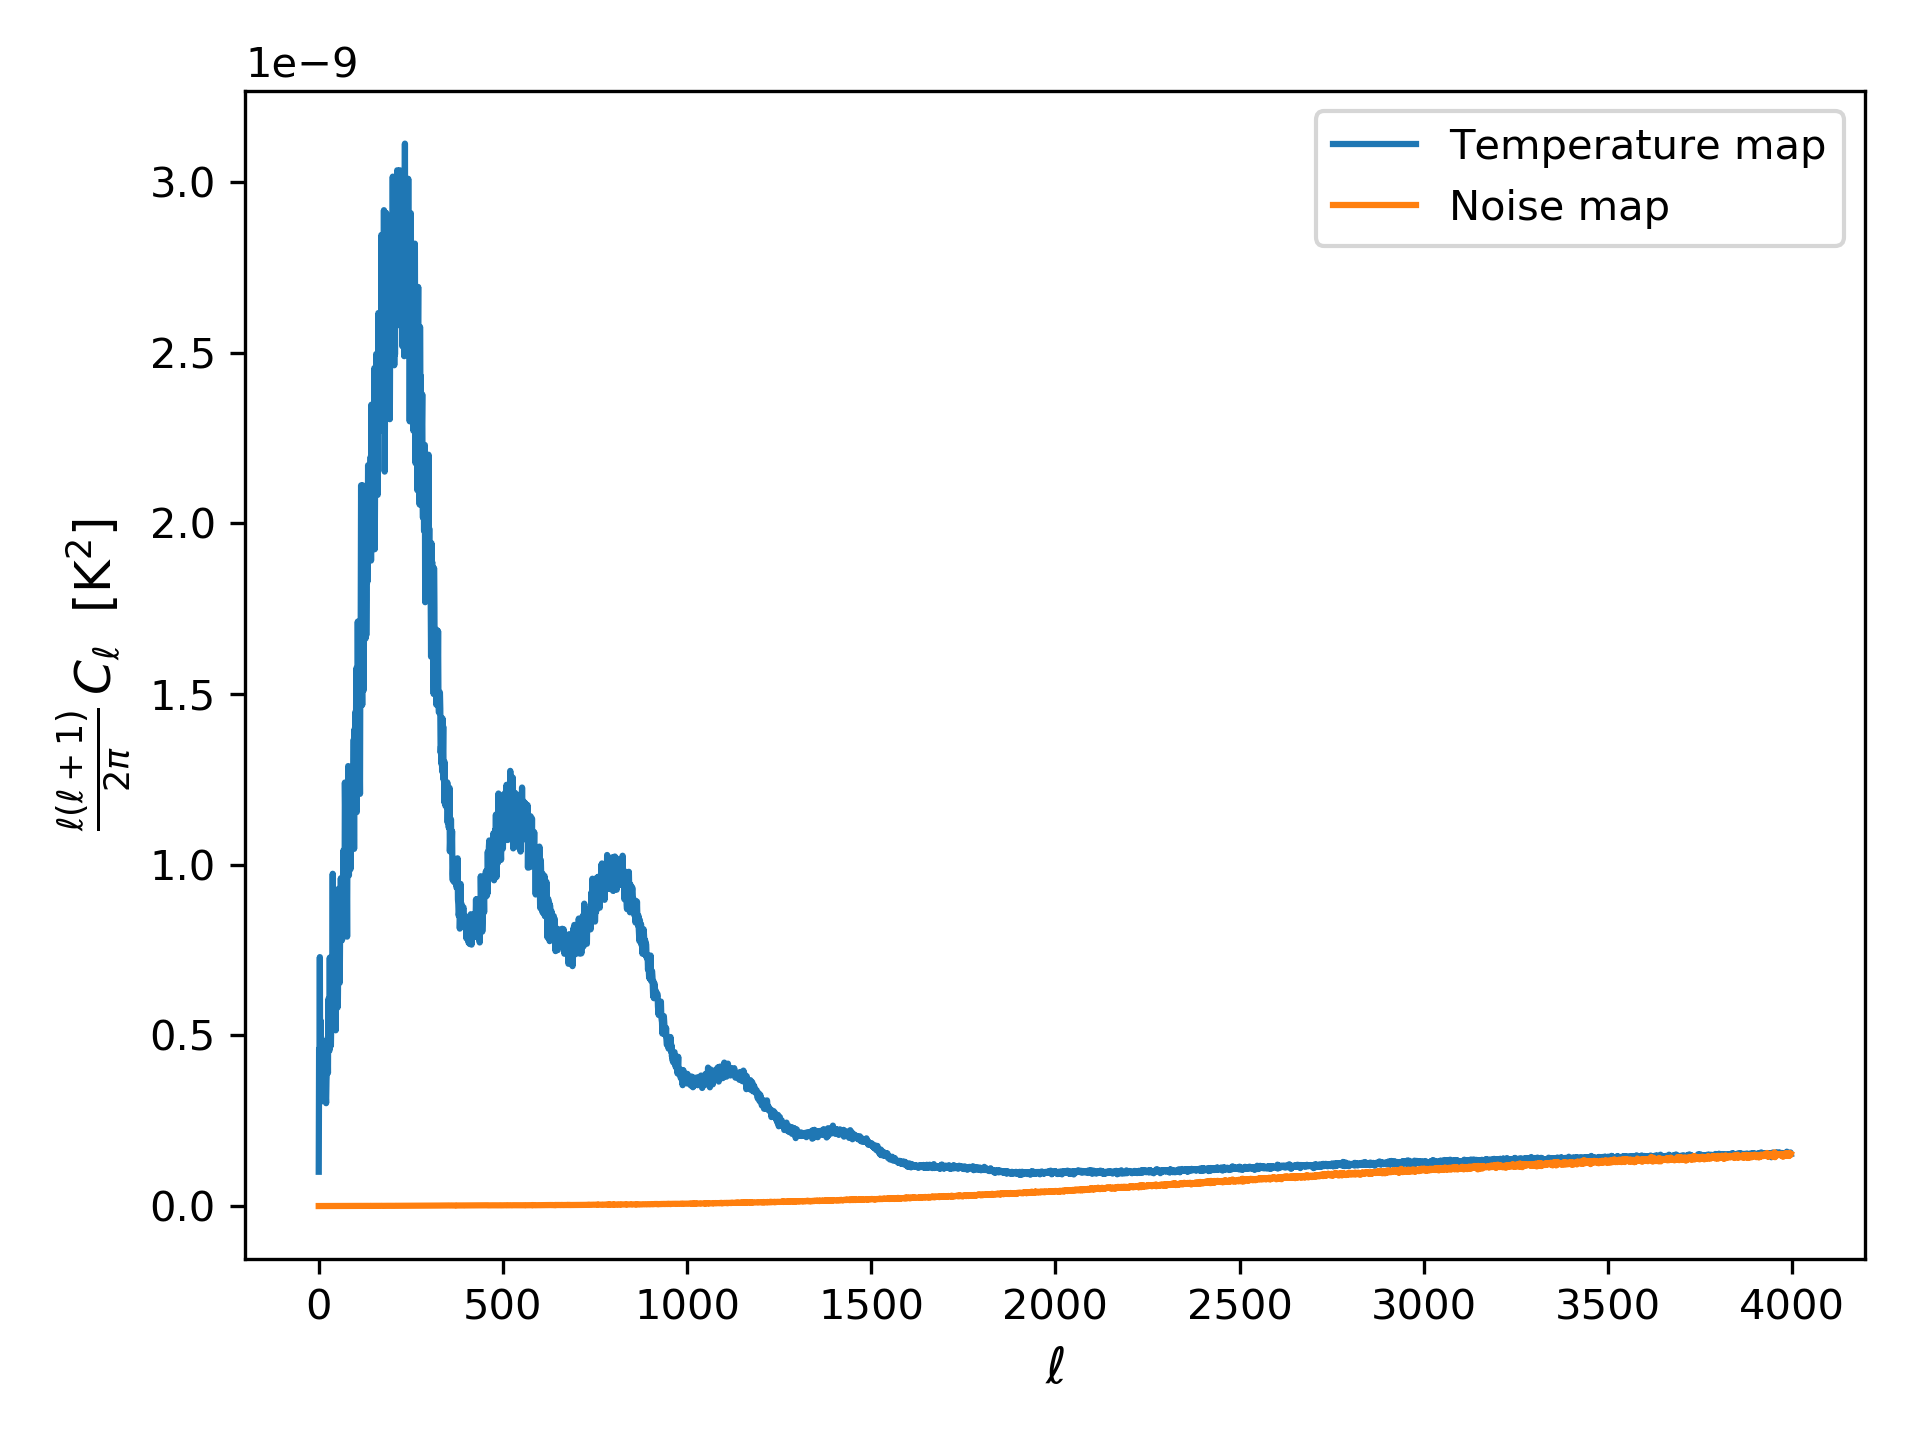 1e−9
Temperature map
Noise map
3.0
2.5
2.0
1.5
1.0
0.5
0.0
ℓ(ℓ + 1)
2π
Cℓ [K²]
0 500 1000 1500 2000 2500 3000 3500 4000
ℓ